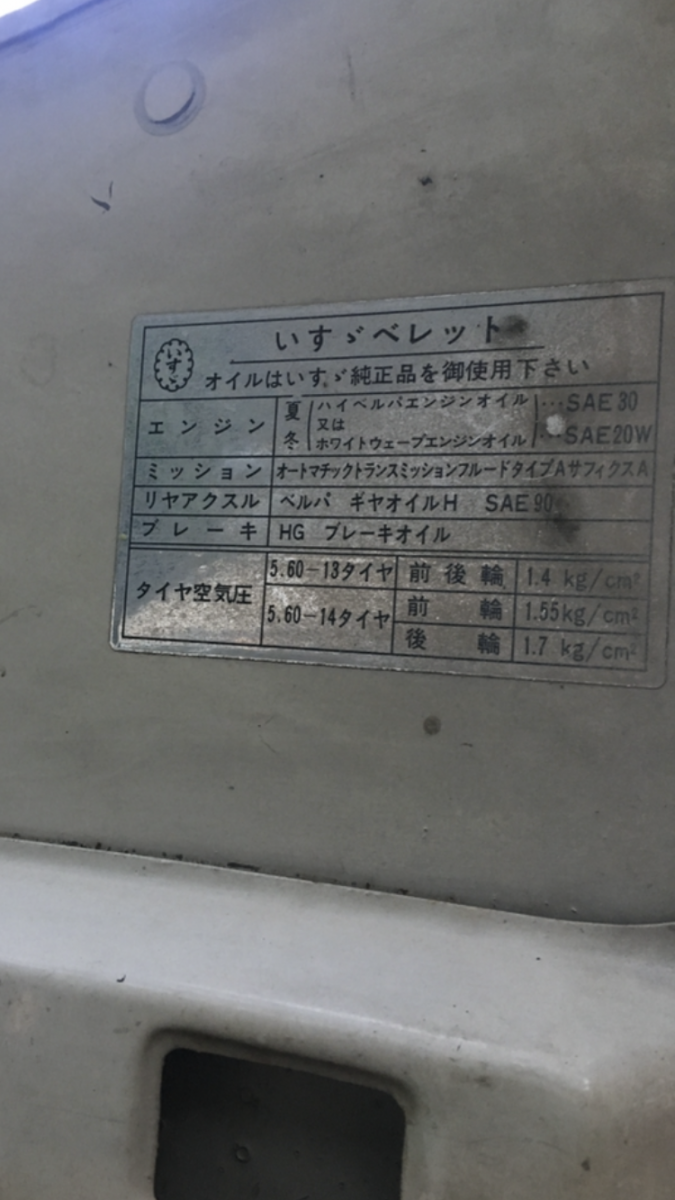 いすゞ
いすゞベレット
オイルはいすゞ純正品を御使用下さい
エンジン 夏 ハイベルパエンジンオイル …SAE 30
又は
冬 ホワイトウェーブエンジンオイル …SAE20W
ミッション オートマチックトランスミッションフルードタイプAサフィクスA
リヤアクスル ベルパ ギヤオイルH SAE 90
ブレーキ HG ブレーキオイル
タイヤ空気圧 5.60-13タイヤ 前後輪 1.4 kg/cm²
5.60-14タイヤ 前輪 1.55kg/cm²
後輪 1.7 kg/cm²